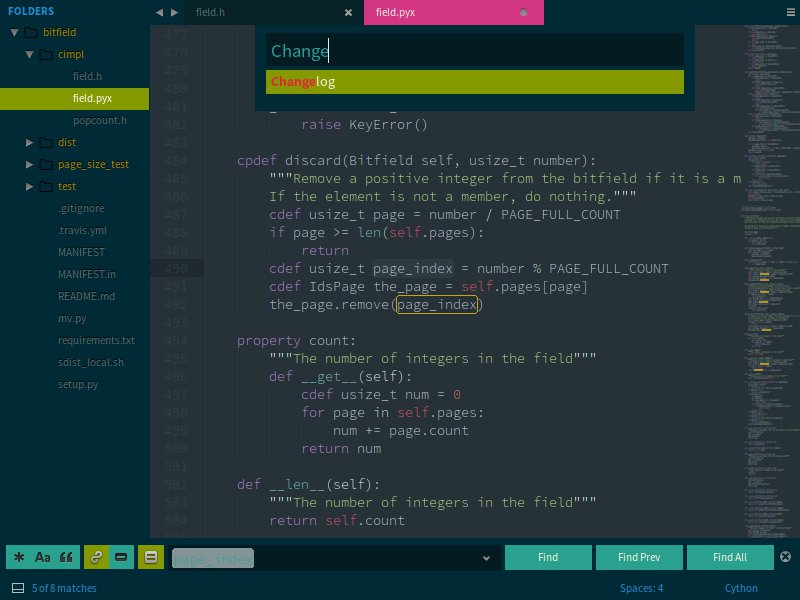 FOLDERS
bitfield
cimpl
field.h
field.pyx
popcount.h
dist
page_size_test
test
.gitignore
.travis.yml
MANIFEST
MANIFEST.in
README.md
mv.py
requirements.txt
sdist_local.sh
setup.py
field.h
field.pyx
Change
Changelog
477
478
479
480
481
482 raise KeyError()
483
484 cpdef discard(Bitfield self, usize_t number):
485 """Remove a positive integer from the bitfield if it is a m
486 If the element is not a member, do nothing."""
487 cdef usize_t page = number / PAGE_FULL_COUNT
488 if page >= len(self.pages):
489 return
490 cdef usize_t page_index = number % PAGE_FULL_COUNT
491 cdef IdsPage the_page = self.pages[page]
492 the_page.remove(page_index)
493
494 property count:
495 """The number of integers in the field"""
496 def __get__(self):
497 cdef usize_t num = 0
498 for page in self.pages:
499 num += page.count
500 return num
501
502 def __len__(self):
503 """The number of integers in the field"""
504 return self.count
Aa
page_index
Find
Find Prev
Find All
5 of 8 matches
Spaces: 4
Cython